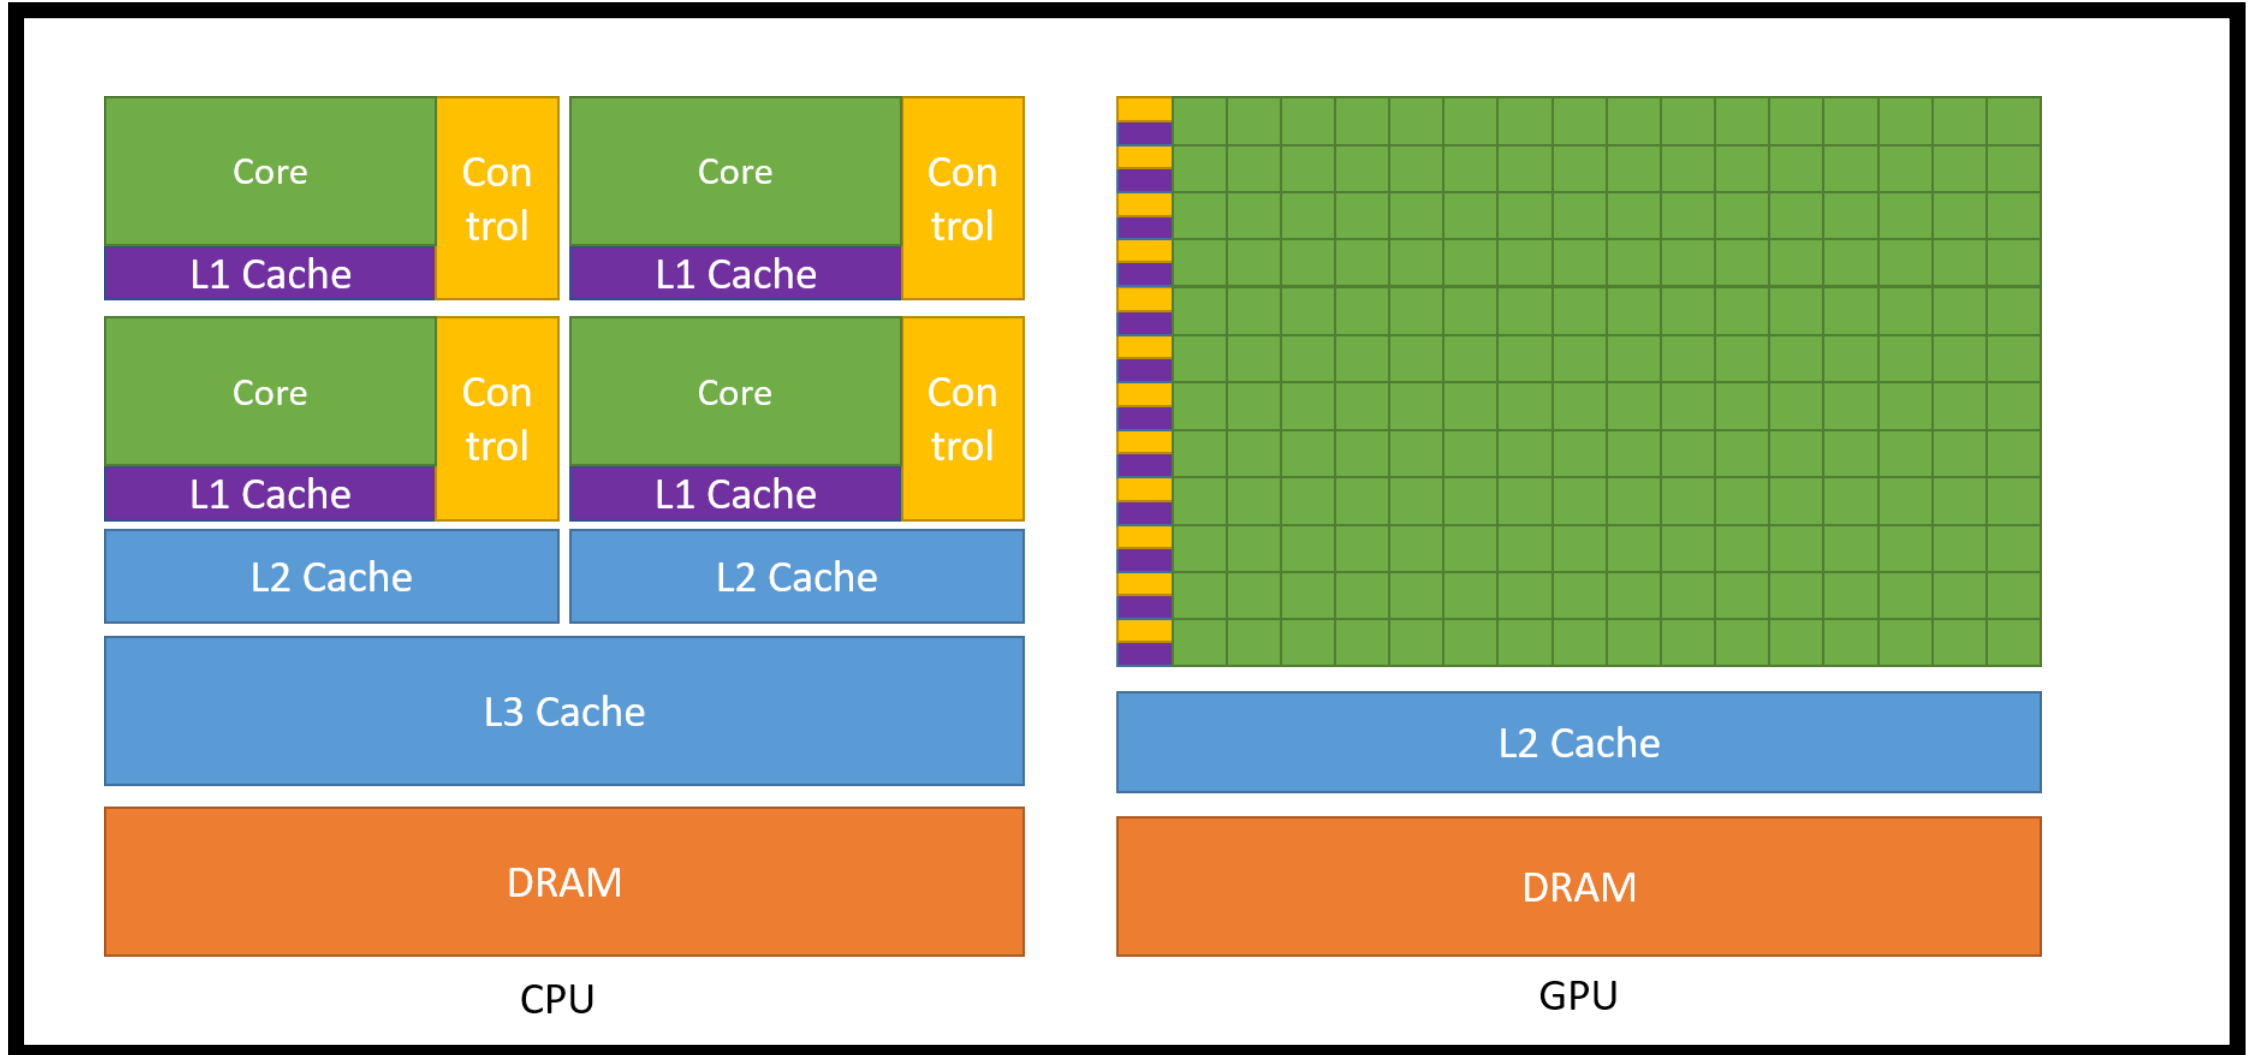 Core
Con
trol
Core
Con
trol
L1 Cache
L1 Cache
Core
Con
trol
Core
Con
trol
L1 Cache
L1 Cache
L2 Cache
L2 Cache
L3 Cache
DRAM
CPU
L2 Cache
DRAM
GPU